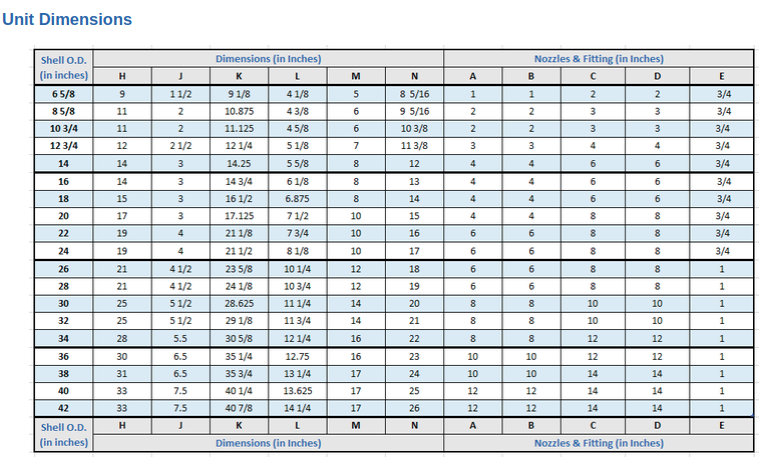 Unit Dimensions
Shell O.D. (in inches) Dimensions (in Inches) Nozzles & Fitting (in Inches)
H J K L M N A B C D E
6 5/8 9 1 1/2 9 1/8 4 1/8 5 8 5/16 1 1 2 2 3/4
8 5/8 11 2 10.875 4 3/8 6 9 5/16 2 2 3 3 3/4
10 3/4 11 2 11.125 4 5/8 6 10 3/8 2 2 3 3 3/4
12 3/4 12 2 1/2 12 1/4 5 1/8 7 11 3/8 3 3 4 4 3/4
14 14 3 14.25 5 5/8 8 12 4 4 6 6 3/4
16 14 3 14 3/4 6 1/8 8 13 4 4 6 6 3/4
18 15 3 16 1/2 6.875 8 14 4 4 6 6 3/4
20 17 3 17.125 7 1/2 10 15 4 4 8 8 3/4
22 19 4 21 1/8 7 3/4 10 16 6 6 8 8 3/4
24 19 4 21 1/2 8 1/8 10 17 6 6 8 8 3/4
26 21 4 1/2 23 5/8 10 1/4 12 18 6 6 8 8 1
28 21 4 1/2 24 1/8 10 3/4 12 19 6 6 8 8 1
30 25 5 1/2 28.625 11 1/4 14 20 8 8 10 10 1
32 25 5 1/2 29 1/8 11 3/4 14 21 8 8 10 10 1
34 28 5.5 30 5/8 12 1/4 16 22 8 8 12 12 1
36 30 6.5 35 1/4 12.75 16 23 10 10 12 12 1
38 31 6.5 35 3/4 13 1/4 17 24 10 10 14 14 1
40 33 7.5 40 1/4 13.625 17 25 12 12 14 14 1
42 33 7.5 40 7/8 14 1/4 17 26 12 12 14 14 1
Shell O.D. (in inches) H J K L M N A B C D E
Dimensions (in Inches) Nozzles & Fitting (in Inches)